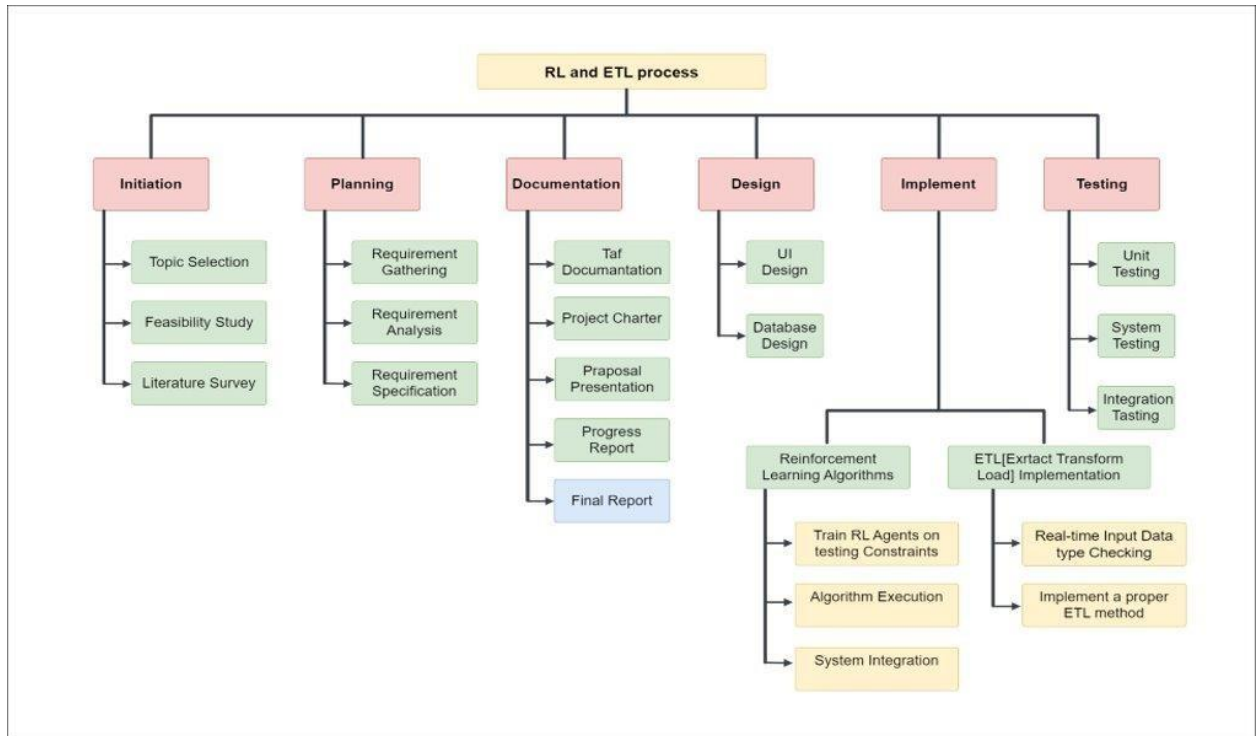 RL and ETL process
Initiation
Planning
Documentation
Design
Implement
Testing
Topic Selection
Feasibility Study
Literature Survey
Requirement
Gathering
Requirement
Analysis
Requirement
Specification
Taf
Documantation
Project Charter
Praposal
Presentation
Progress
Report
Final Report
UI
Design
Database
Design
Reinforcement
Learning Algorithms
Train RL Agents on
testing Constraints
Algorithm Execution
System Integration
ETL[Exrtact Transform
Load] Implementation
Real-time Input Data
type Checking
Implement a proper
ETL method
Unit
Testing
System
Testing
Integration
Tasting